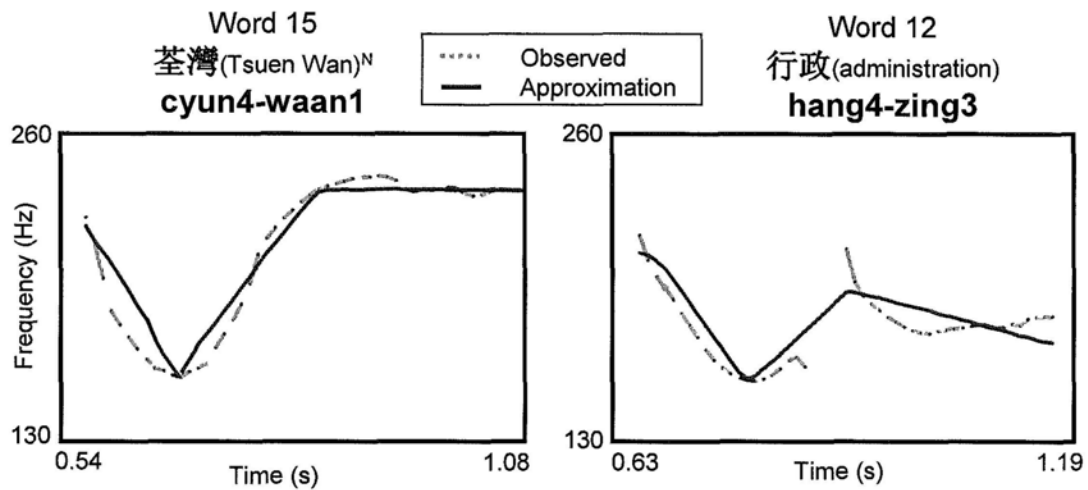 Word 15
荃灣(Tsuen Wan)ᴺ
cyun4-waan1
Observed
Approximation
Word 12
行政(administration)
hang4-zing3
260
Frequency (Hz)
130
0.54
Time (s)
1.08
260
130
0.63
Time (s)
1.19